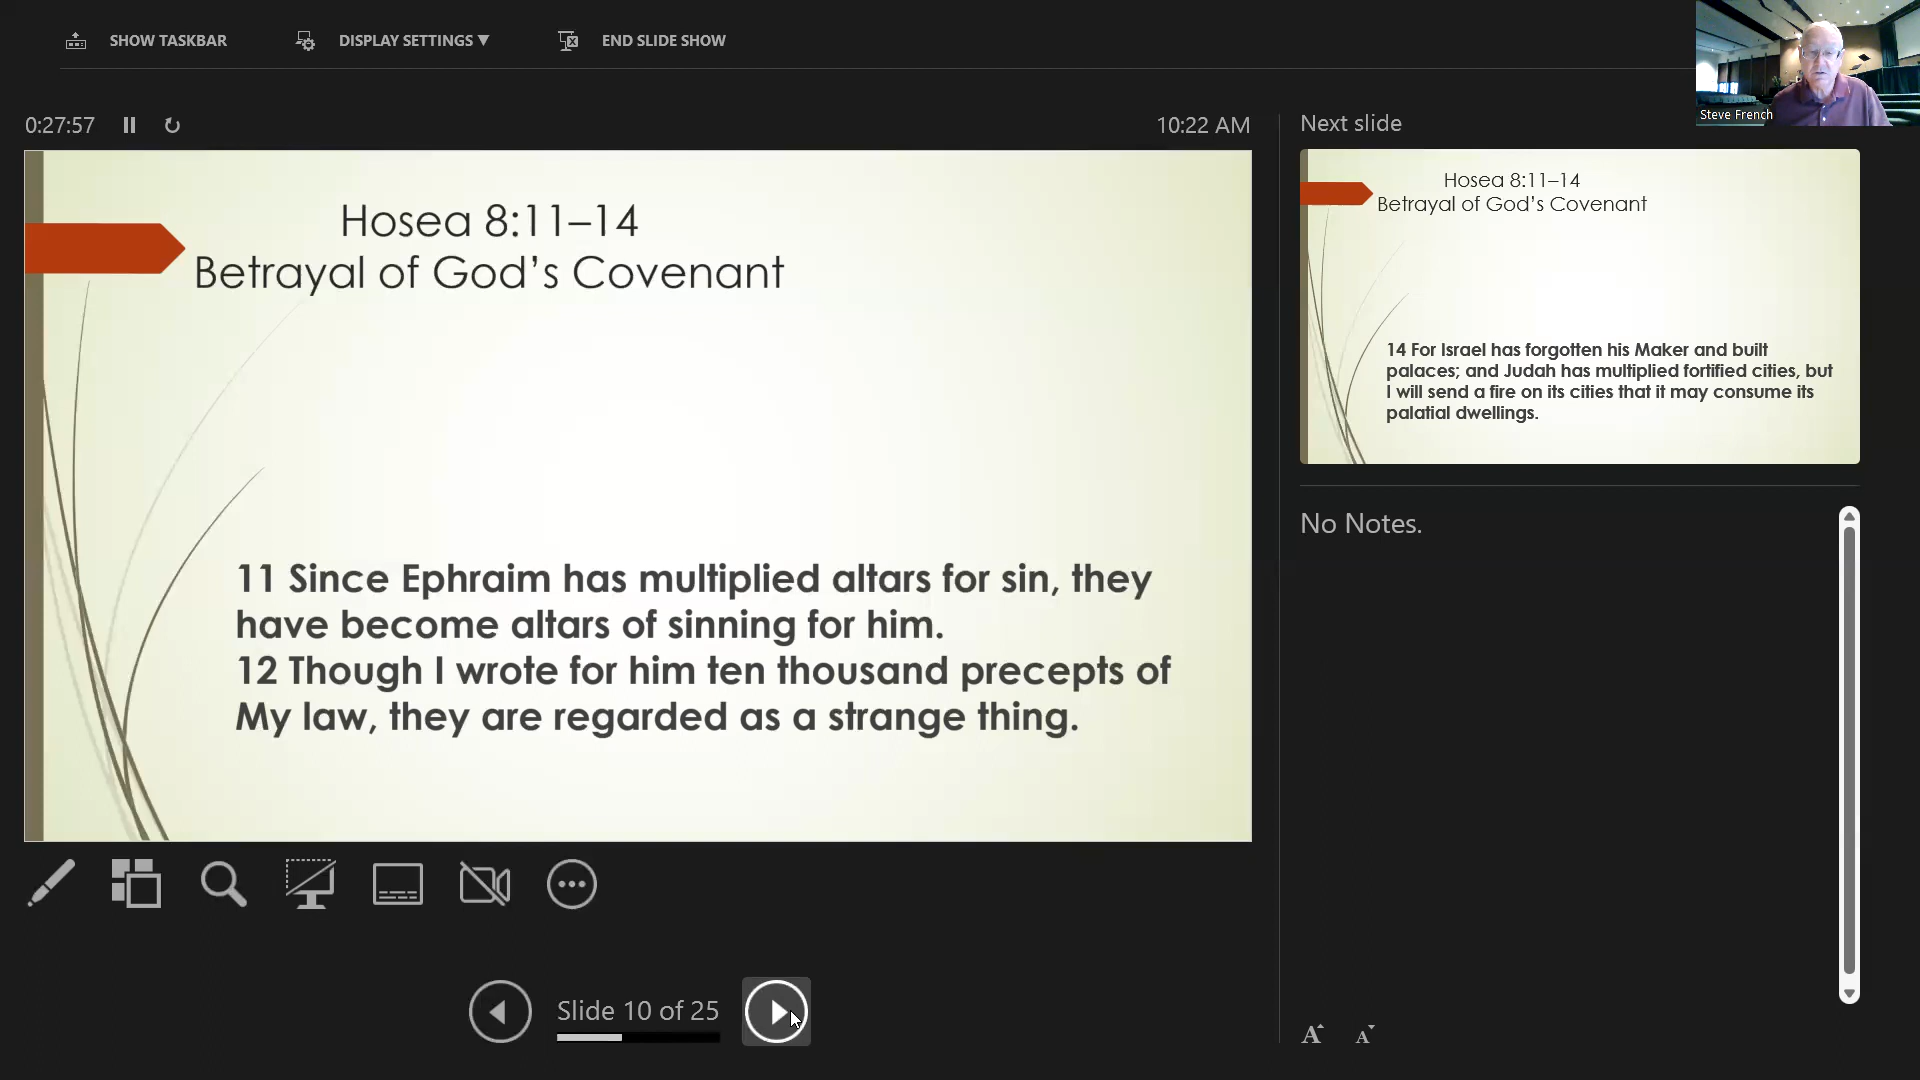 SHOW TASKBAR
DISPLAY SETTINGS ▼
END SLIDE SHOW
Steve French
0:27:57
10:22 AM
Hosea 8:11–14
Betrayal of God’s Covenant
11 Since Ephraim has multiplied altars for sin, they
have become altars of sinning for him.
12 Though I wrote for him ten thousand precepts of
My law, they are regarded as a strange thing.
Next slide
Hosea 8:11–14
Betrayal of God’s Covenant
14 For Israel has forgotten his Maker and built
palaces; and Judah has multiplied fortified cities, but
I will send a fire on its cities that it may consume its
palatial dwellings.
No Notes.
Slide 10 of 25
A A